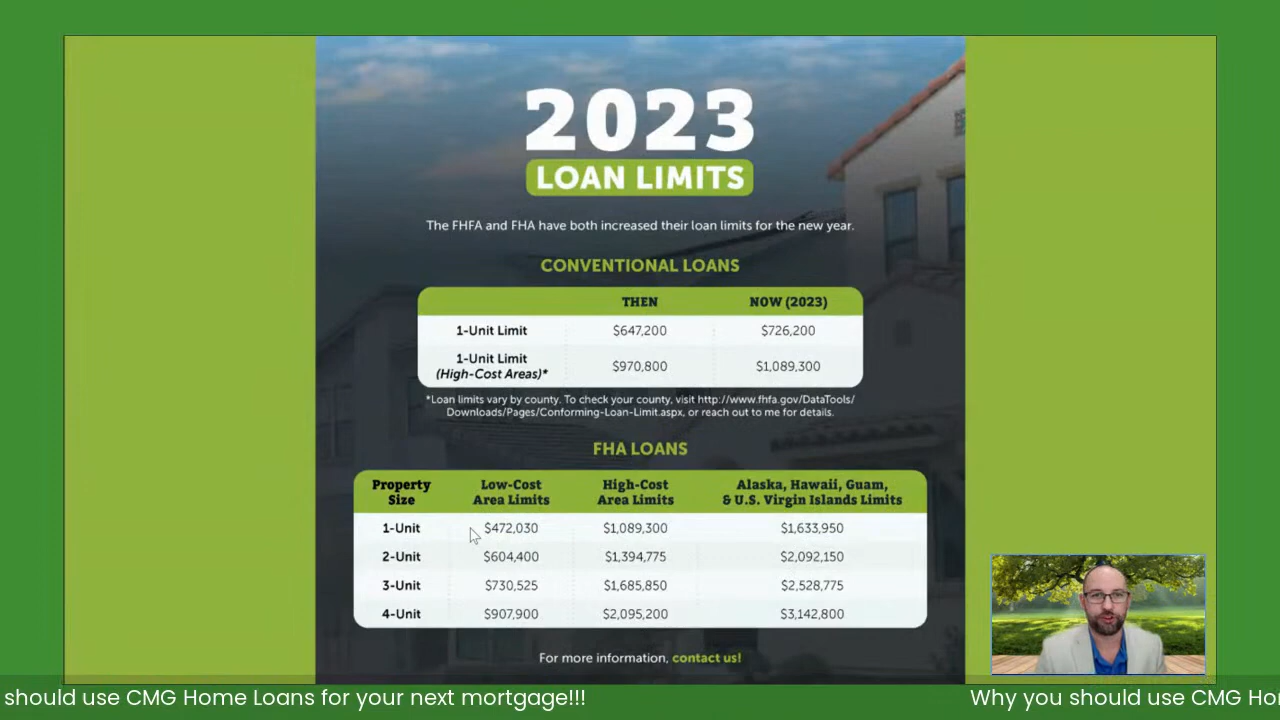 2023
LOAN LIMITS
The FHFA and FHA have both increased their loan limits for the new year.
CONVENTIONAL LOANS
THEN NOW (2023)
1-Unit Limit $647,200 $726,200
1-Unit Limit
(High-Cost Areas)* $970,800 $1,089,300
*Loan limits vary by county. To check your county, visit http://www.fhfa.gov/DataTools/
Downloads/Pages/Conforming-Loan-Limit.aspx, or reach out to me for details.
FHA LOANS
Property Size Low-Cost Area Limits High-Cost Area Limits Alaska, Hawaii, Guam, & U.S. Virgin Islands Limits
1-Unit $472,030 $1,089,300 $1,633,950
2-Unit $604,400 $1,394,775 $2,092,150
3-Unit $730,525 $1,685,850 $2,528,775
4-Unit $907,900 $2,095,200 $3,142,800
For more information, contact us!
should use CMG Home Loans for your next mortgage!!! Why you should use CMG Hor